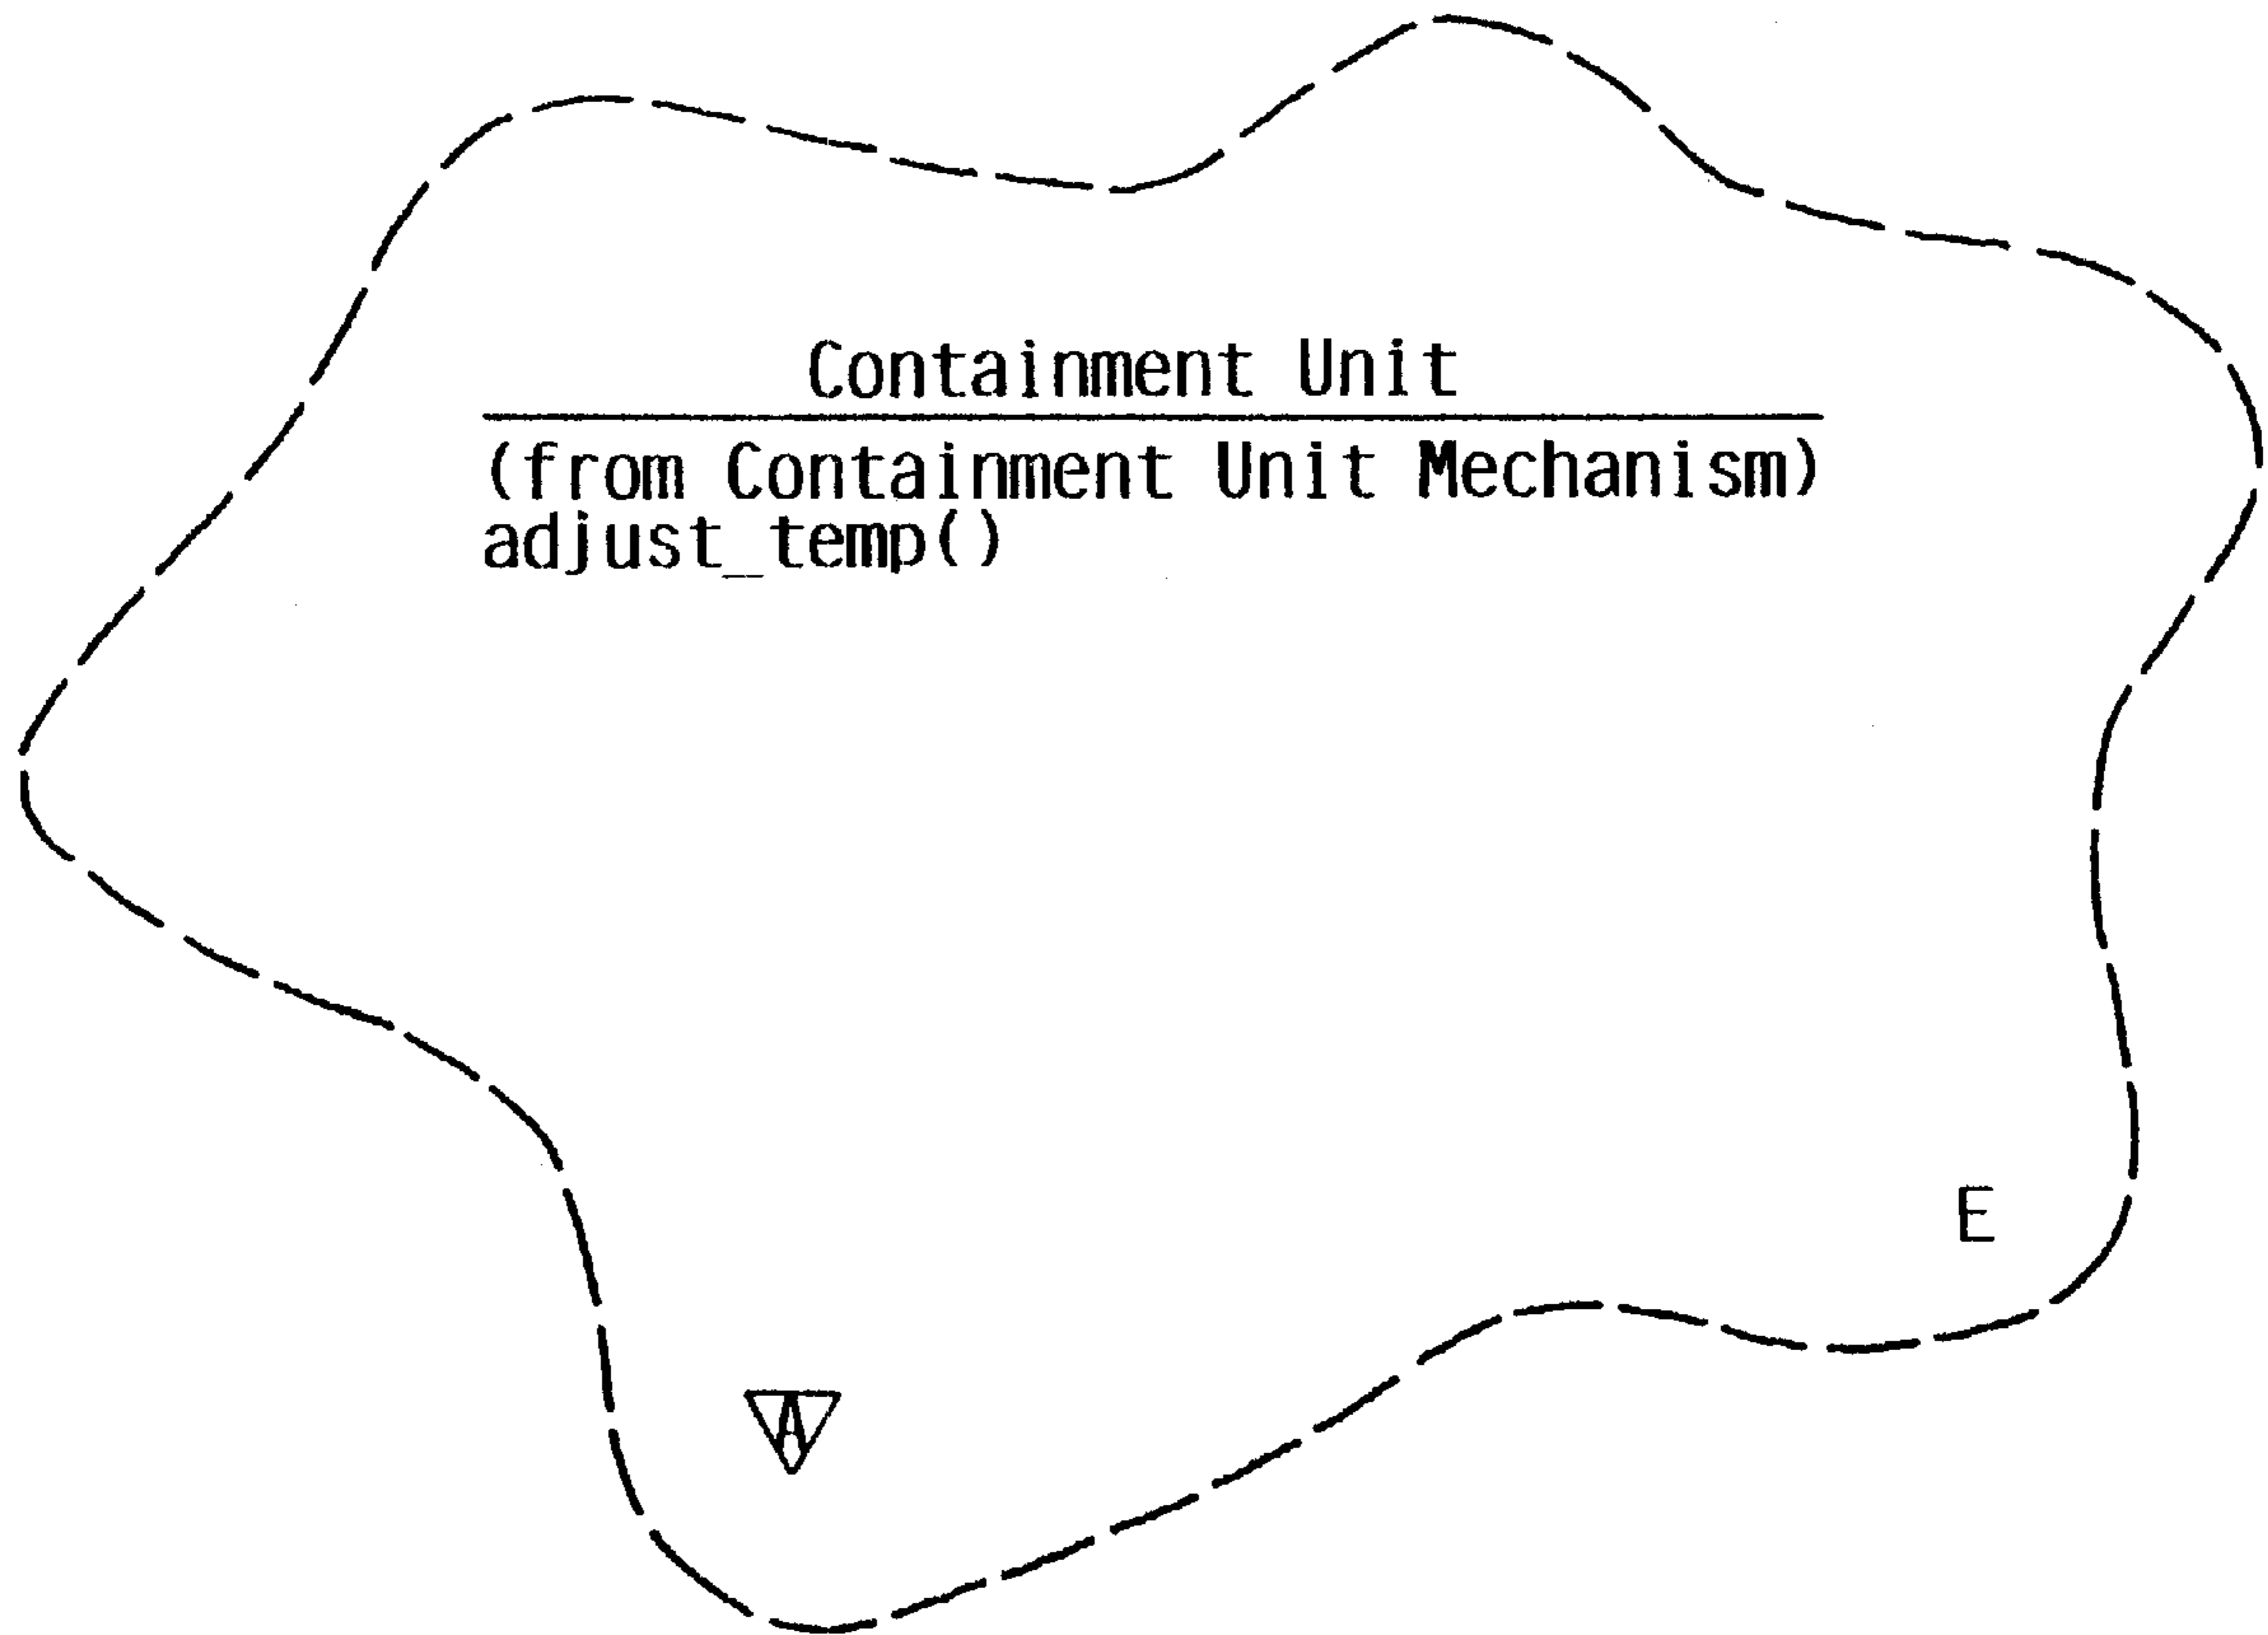 Containment Unit
(from Containment Unit Mechanism)
adjust_temp()
E
A